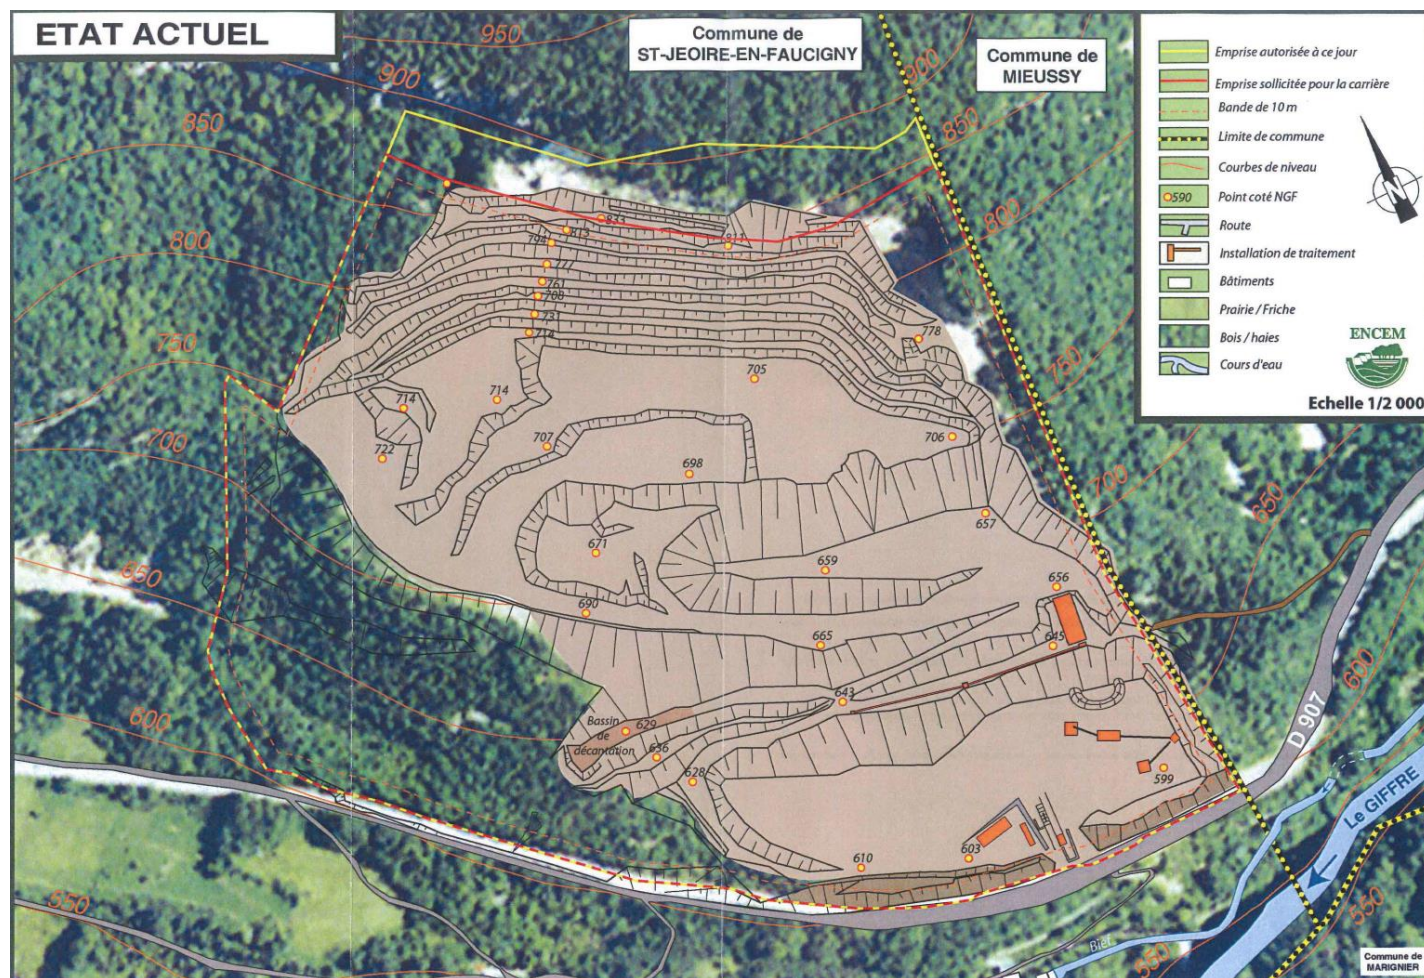 ETAT ACTUEL
Commune de
ST-JEOIRE-EN-FAUCIGNY
Commune de
MIEUSSY
Emprise autorisée à ce jour
Emprise sollicitée pour la carrière
Bande de 10 m
Limite de commune
Courbes de niveau
590
Point coté NGF
Route
Installation de traitement
Bâtiments
Prairie / Friche
Bois / haies
Cours d'eau
N
ENCEM
Echelle 1/2 000
950
900
900
850
850
800
800
750
750
700
700
650
650
600
600
550
550
550
811
794
761
731
714
778
705
714
714
707
706
722
698
657
671
659
656
690
665
645
643
629
Bassin
de
décantation
636
628
599
603
610
D 907
Le GIFFRE
Bief
Commune de
MARIGNIER